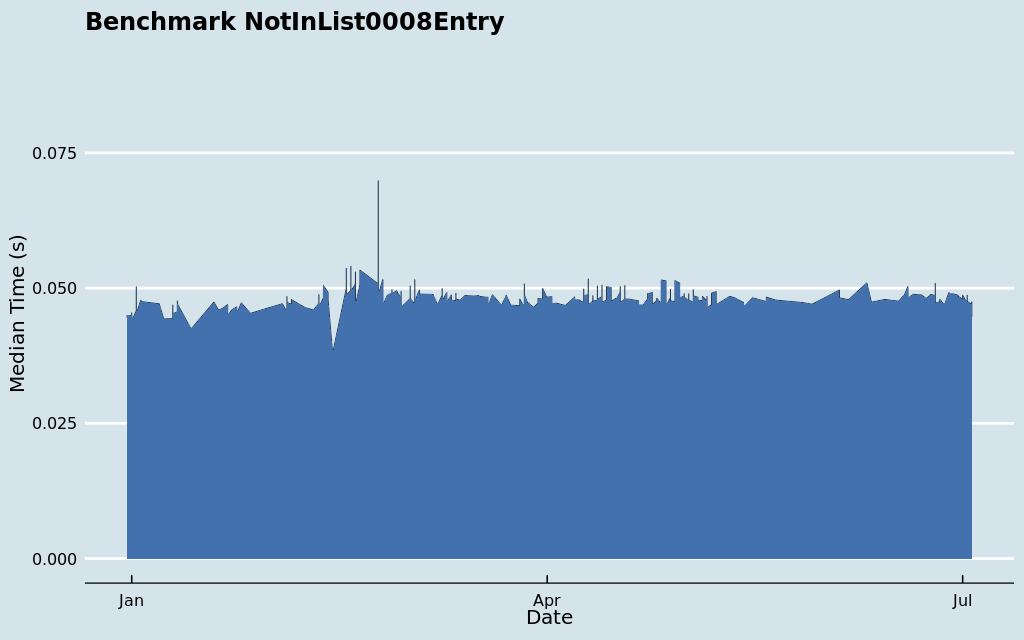 Benchmark NotInList0008Entry
Median Time (s)
0.075
0.050
0.025
0.000
Jan
Apr
Jul
Date